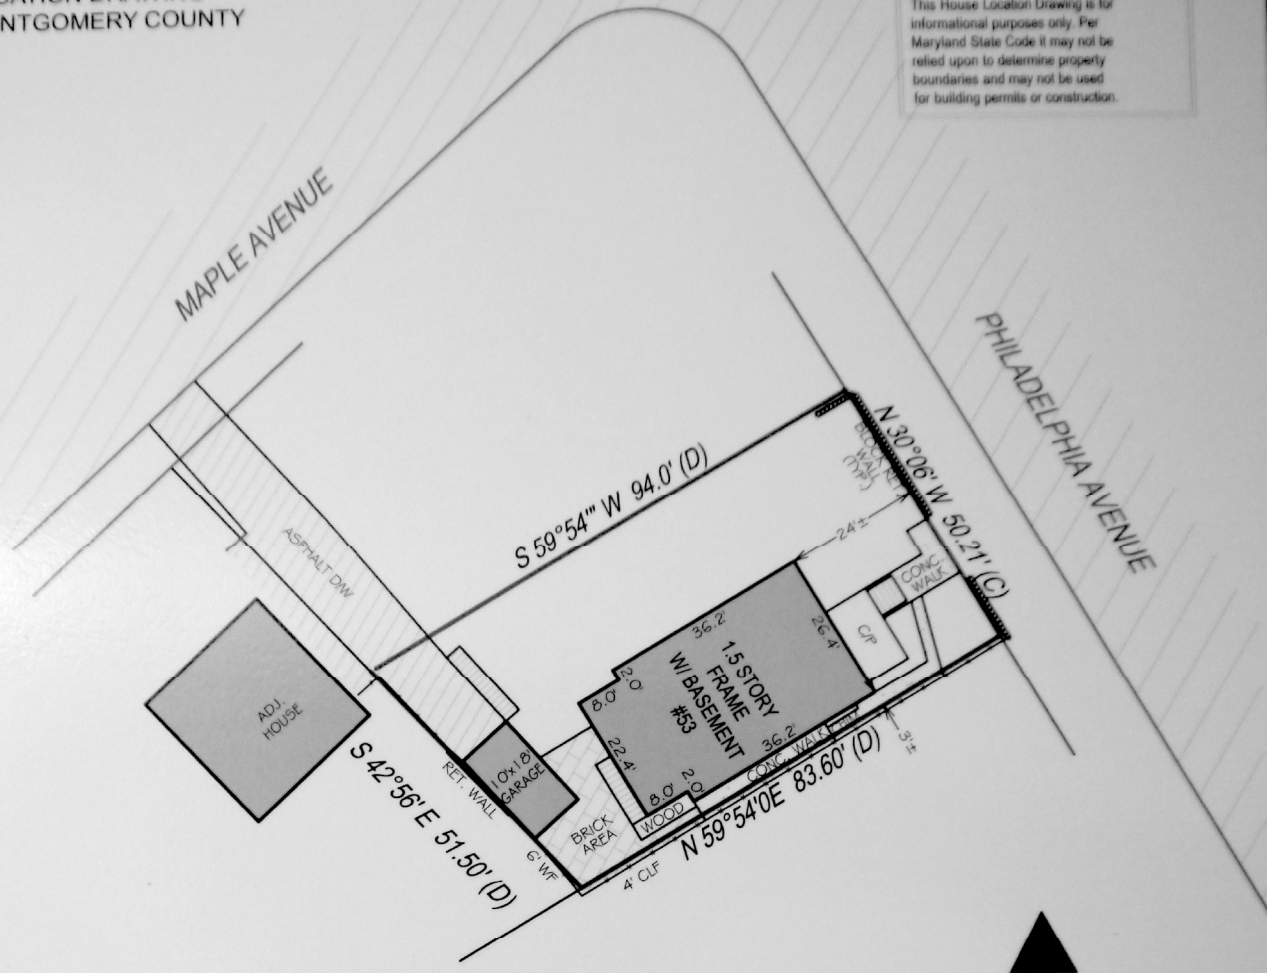 NTGOMERY COUNTY
This House Location Drawing is for
informational purposes only. Per
Maryland State Code it may not be
relied upon to determine property
boundaries and may not be used
for building permits or construction.
MAPLE AVENUE
PHILADELPHIA AVENUE
N 30°06' W 50.21' (C)
BLOCK RET.
WALL
(TYP.)
S 59°54''' W 94.0' (D)
24'±
ASPHALT D/W
CONC.
WALK
C/P
36.2'
26.4'
1.5 STORY
FRAME
W/ BASEMENT
#53
2.0'
8.0'
22.4'
36.2'
8.0'
2.0'
ADJ.
HOUSE
10'x18'
GARAGE
RET. WALL
S 42°56' E 51.50' (D)
BRICK
AREA
WOOD
CONC. WALK
3'±
N 59°54'0E 83.60' (D)
6' WF
4' CLF